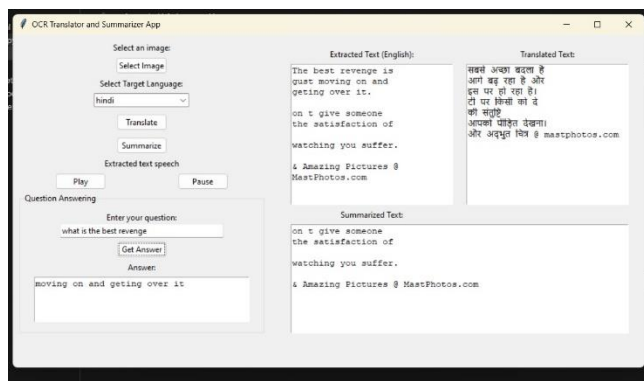 OCR Translator and Summarizer App
Select an image:
Select Image
Select Target Language:
hindi
Translate
Summarize
Extracted text speech
Play
Pause
Question Answering
Enter your question:
what is the best revenge
Get Answer
Answer:
moving on and geting over it
Extracted Text (English):
The best revenge is
gust moving on and
geting over it.
on t give someone
the satisfaction of
watching you suffer.
& Amazing Pictures @
MastPhotos.com
Translated Text:
सबसे अच्छा बदला है
आगे बढ़ रहा है और
इस पर हो रहा है।
टी पर किसी को दे
की संतुष्टि
आपको पीड़ित देखना।
और अद्भुत चित्र @ mastphotos.com
Summarized Text:
on t give someone
the satisfaction of
watching you suffer.
& Amazing Pictures @ MastPhotos.com